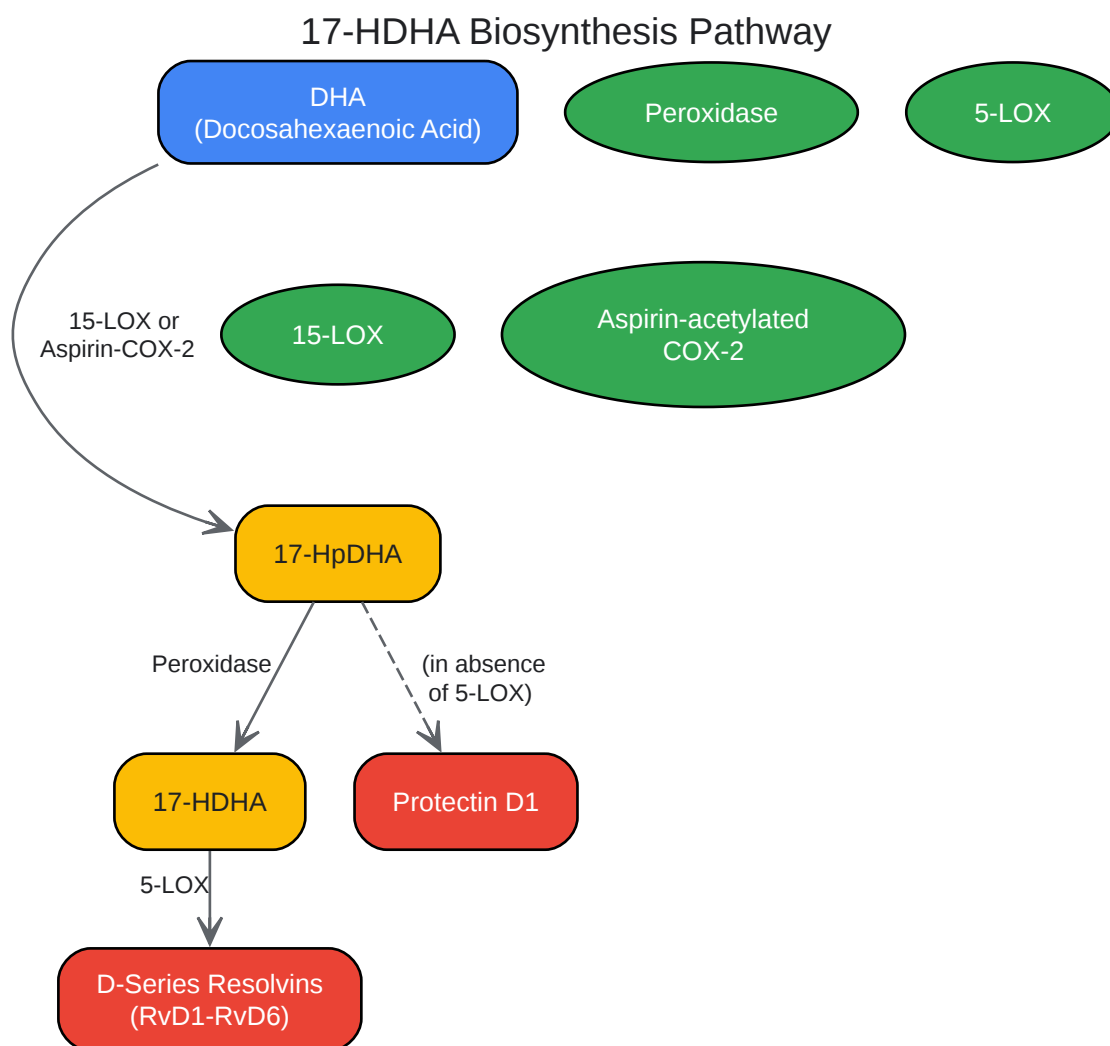 17-HDHA Biosynthesis Pathway
DHA
(Docosahexaenoic Acid)
Peroxidase
5-LOX
15-LOX or
Aspirin-COX-2
15-LOX
Aspirin-acetylated
COX-2
17-HpDHA
Peroxidase
(in absence
of 5-LOX)
17-HDHA
Protectin D1
5-LOX
D-Series Resolvins
(RvD1-RvD6)